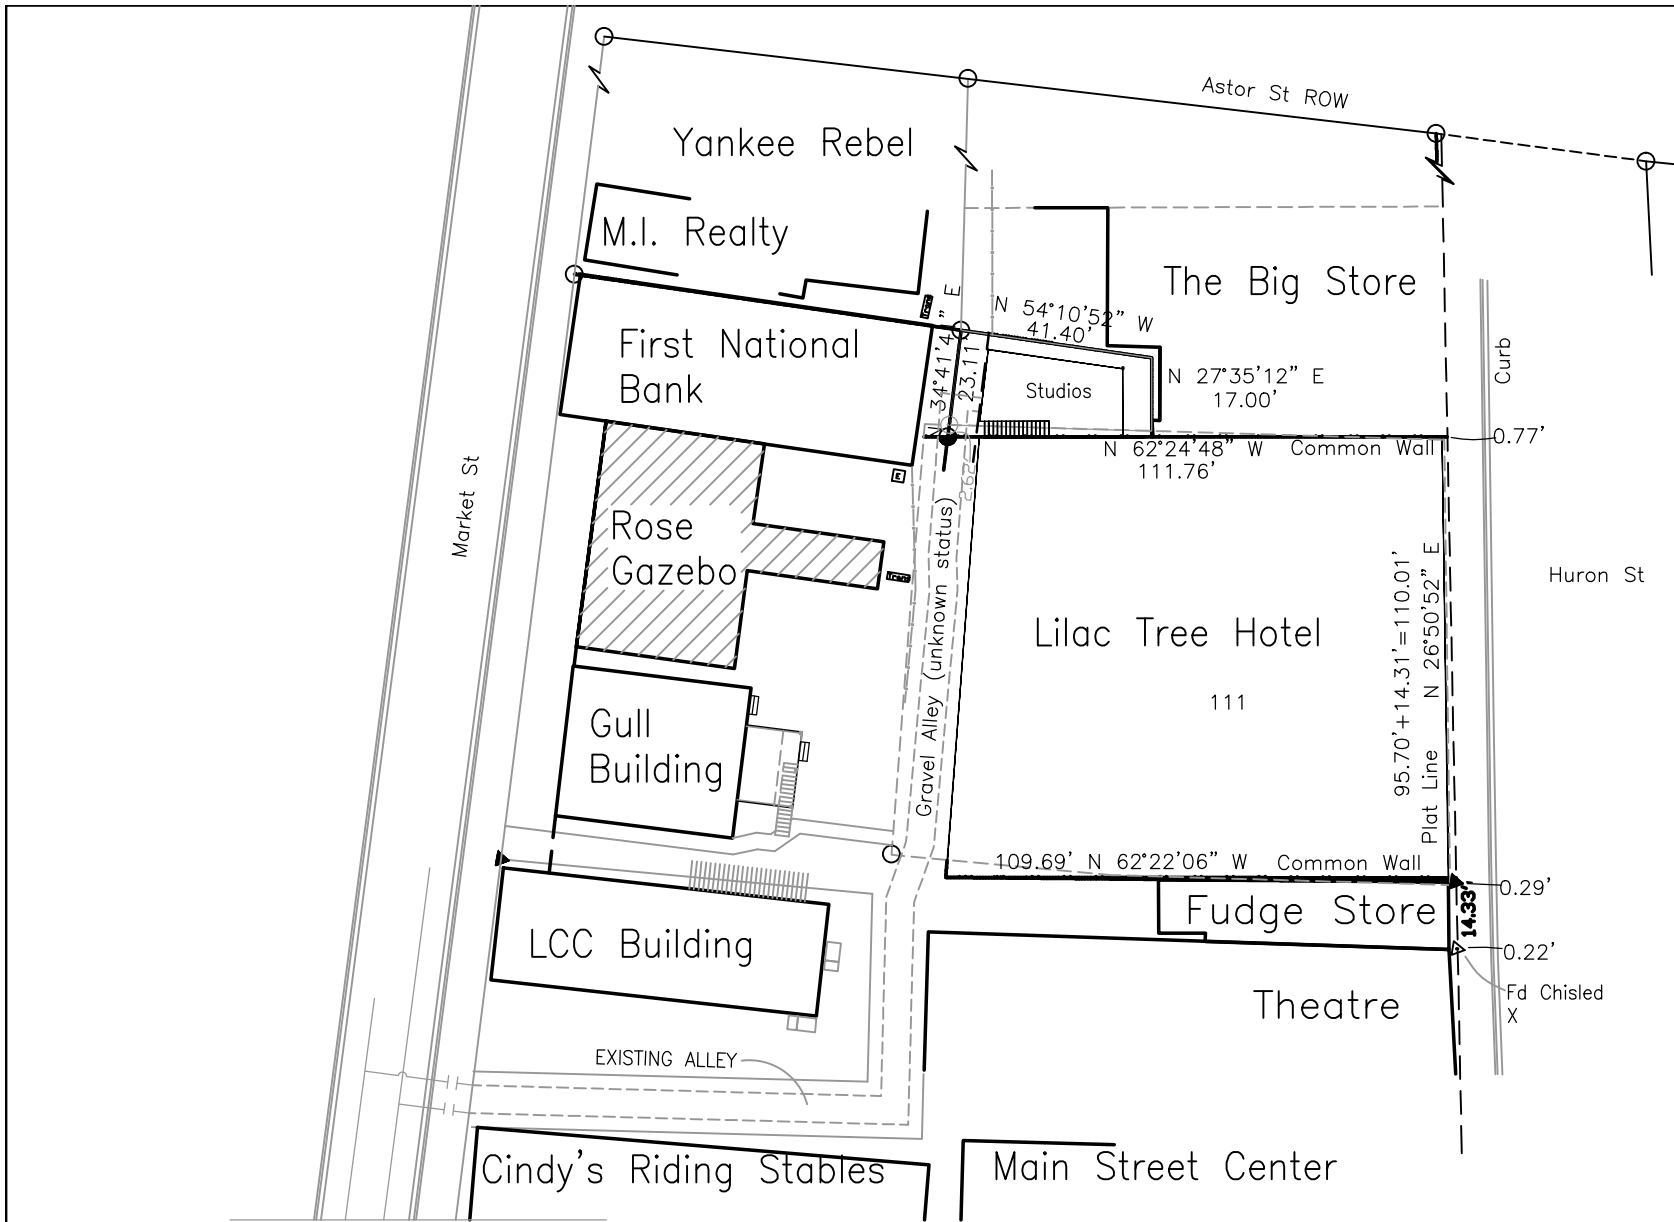 Astor St ROW
Yankee Rebel
M.I. Realty
The Big Store
First National
Bank
N 54°10'52" W
41.40'
23.11'
Studios
N 27°35'12" E
17.00'
Curb
0.77'
N 62°24'48" W Common Wall
111.76'
2.62'
Market St
Rose
Gazebo
Trans
Trans
E
Gravel Alley (unknown status)
Lilac Tree Hotel
111
95.70'+14.31'=110.01'
Plat Line N 26°50'52" E
Huron St
Gull
Building
109.69' N 62°22'06" W Common Wall
0.29'
14.33'
Fudge Store
LCC Building
0.22'
Fd Chisled
X
Theatre
EXISTING ALLEY
Cindy's Riding Stables
Main Street Center